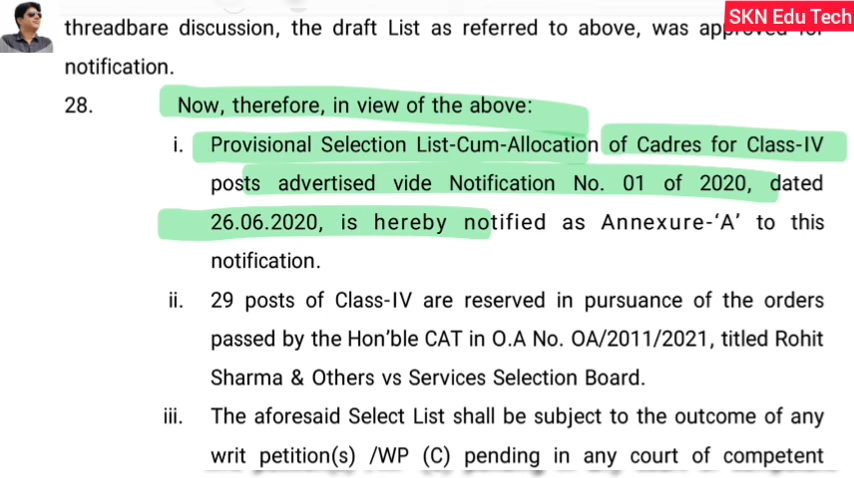 SKN Edu Tech
threadbare discussion, the draft List as referred to above, was approved for
notification.
28. Now, therefore, in view of the above:
i. Provisional Selection List-Cum-Allocation of Cadres for Class-IV
posts advertised vide Notification No. 01 of 2020, dated
26.06.2020, is hereby notified as Annexure-‘A’ to this
notification.
ii. 29 posts of Class-IV are reserved in pursuance of the orders
passed by the Hon’ble CAT in O.A No. OA/2011/2021, titled Rohit
Sharma & Others vs Services Selection Board.
iii. The aforesaid Select List shall be subject to the outcome of any
writ petition(s) /WP (C) pending in any court of competent